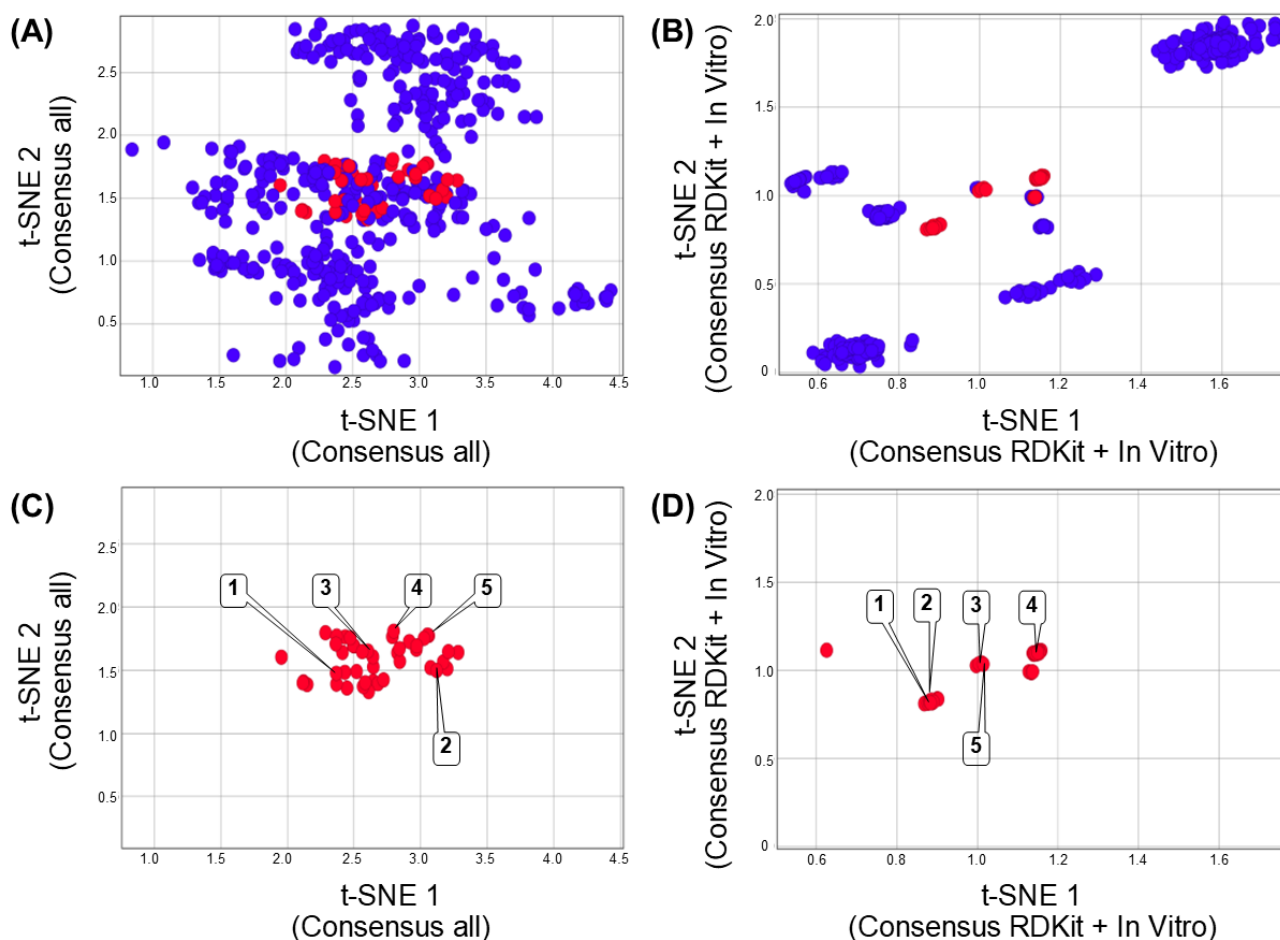 (A)
t-SNE 2
(Consensus all)
2.5
2.0
1.5
1.0
0.5
1.0 1.5 2.0 2.5 3.0 3.5 4.0 4.5
t-SNE 1
(Consensus all)
(B)
t-SNE 2
(Consensus RDKit + In Vitro)
2.0
1.5
1.0
0.5
0
0.6 0.8 1.0 1.2 1.4 1.6
t-SNE 1
(Consensus RDKit + In Vitro)
(C)
t-SNE 2
(Consensus all)
2.5
2.0
1.5
1.0
0.5
1 3 4 5
2
1.0 1.5 2.0 2.5 3.0 3.5 4.0 4.5
t-SNE 1
(Consensus all)
(D)
t-SNE 2
(Consensus RDKit + In Vitro)
2.0
1.5
1.0
0.5
0
1 2 3 4
5
0.6 0.8 1.0 1.2 1.4 1.6
t-SNE 1
(Consensus RDKit + In Vitro)